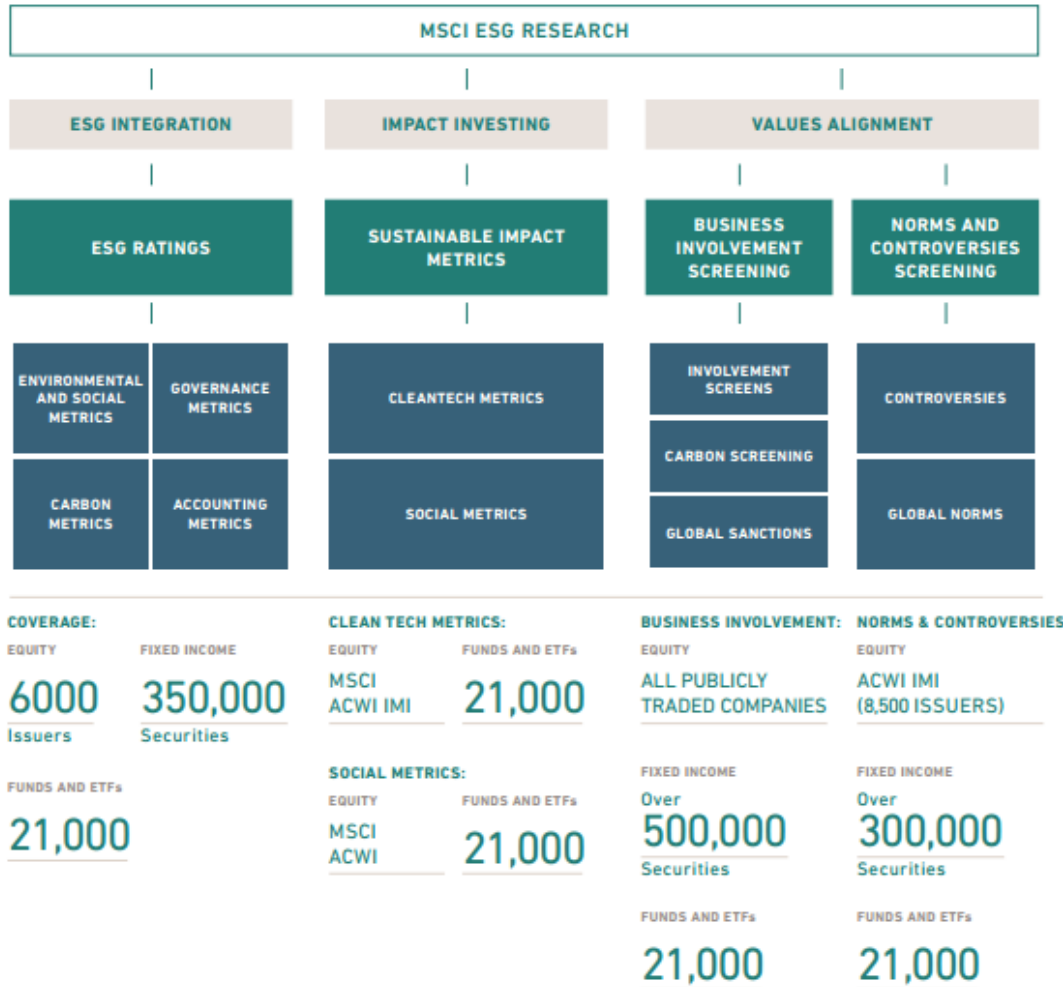 MSCI ESG RESEARCH
ESG INTEGRATION
IMPACT INVESTING
VALUES ALIGNMENT
ESG RATINGS
SUSTAINABLE IMPACT
METRICS
BUSINESS
INVOLVEMENT
SCREENING
NORMS AND
CONTROVERSIES
SCREENING
ENVIRONMENTAL
AND SOCIAL
METRICS
GOVERNANCE
METRICS
CARBON
METRICS
ACCOUNTING
METRICS
CLEANTECH METRICS
SOCIAL METRICS
INVOLVEMENT
SCREENS
CARBON SCREENING
GLOBAL SANCTIONS
CONTROVERSIES
GLOBAL NORMS
COVERAGE:
EQUITY
6000
Issuers
FIXED INCOME
350,000
Securities
FUNDS AND ETFs
21,000
CLEAN TECH METRICS:
EQUITY
MSCI
ACWI IMI
FUNDS AND ETFs
21,000
SOCIAL METRICS:
EQUITY
MSCI
ACWI
FUNDS AND ETFs
21,000
BUSINESS INVOLVEMENT:
EQUITY
ALL PUBLICLY
TRADED COMPANIES
FIXED INCOME
Over
500,000
Securities
FUNDS AND ETFs
21,000
NORMS & CONTROVERSIES
EQUITY
ACWI IMI
(8,500 ISSUERS)
FIXED INCOME
Over
300,000
Securities
FUNDS AND ETFs
21,000